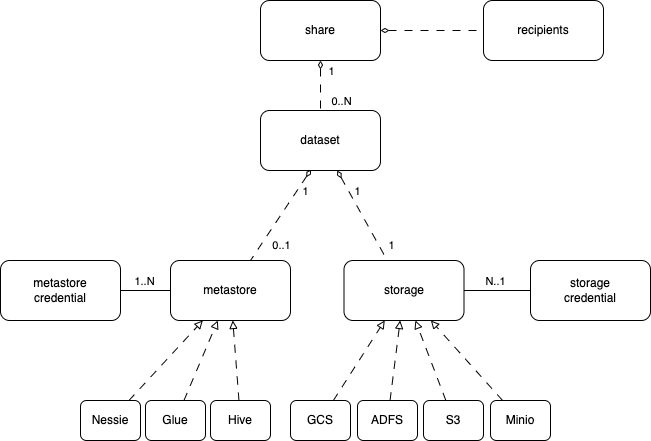 share
recipients
1
0..N
dataset
1
1
0..1
1
metastore
credential
1..N
metastore
storage
N..1
storage
credential
Nessie
Glue
Hive
GCS
ADFS
S3
Minio